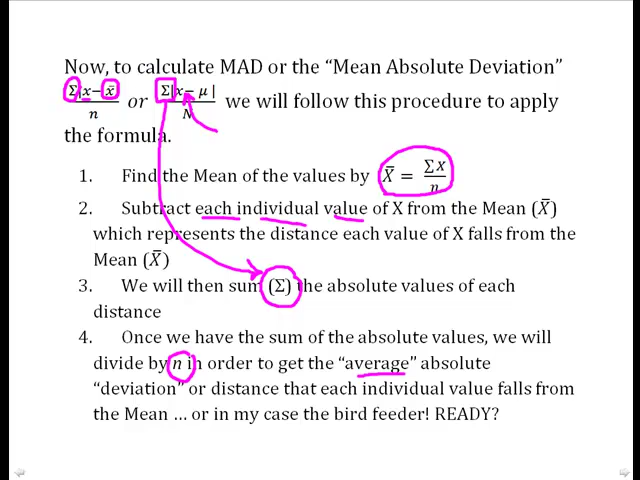 Now, to calculate MAD or the “Mean Absolute Deviation”
Σ|x− x̄|/n or Σ|x− μ |/N we will follow this procedure to apply
the formula.
1. Find the Mean of the values by X̄ = ∑X/n
2. Subtract each individual value of X from the Mean (X̄)
which represents the distance each value of X falls from the
Mean (X̄)
3. We will then sum (Σ) the absolute values of each
distance
4. Once we have the sum of the absolute values, we will
divide by n in order to get the “average” absolute
“deviation” or distance that each individual value falls from
the Mean … or in my case the bird feeder! READY?